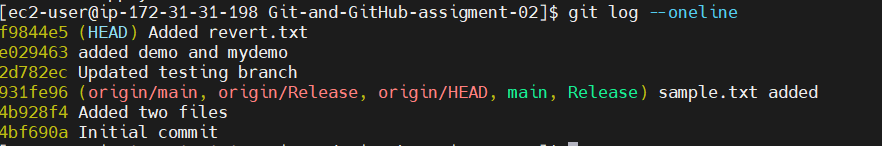 [ec2-user@ip-172-31-31-198 Git-and-GitHub-assigment-02]$ git log --oneline
f9844e5 (HEAD) Added revert.txt
e029463 added demo and mydemo
2d782ec Updated testing branch
931fe96 (origin/main, origin/Release, origin/HEAD, main, Release) sample.txt added
4b928f4 Added two files
4bf690a Initial commit